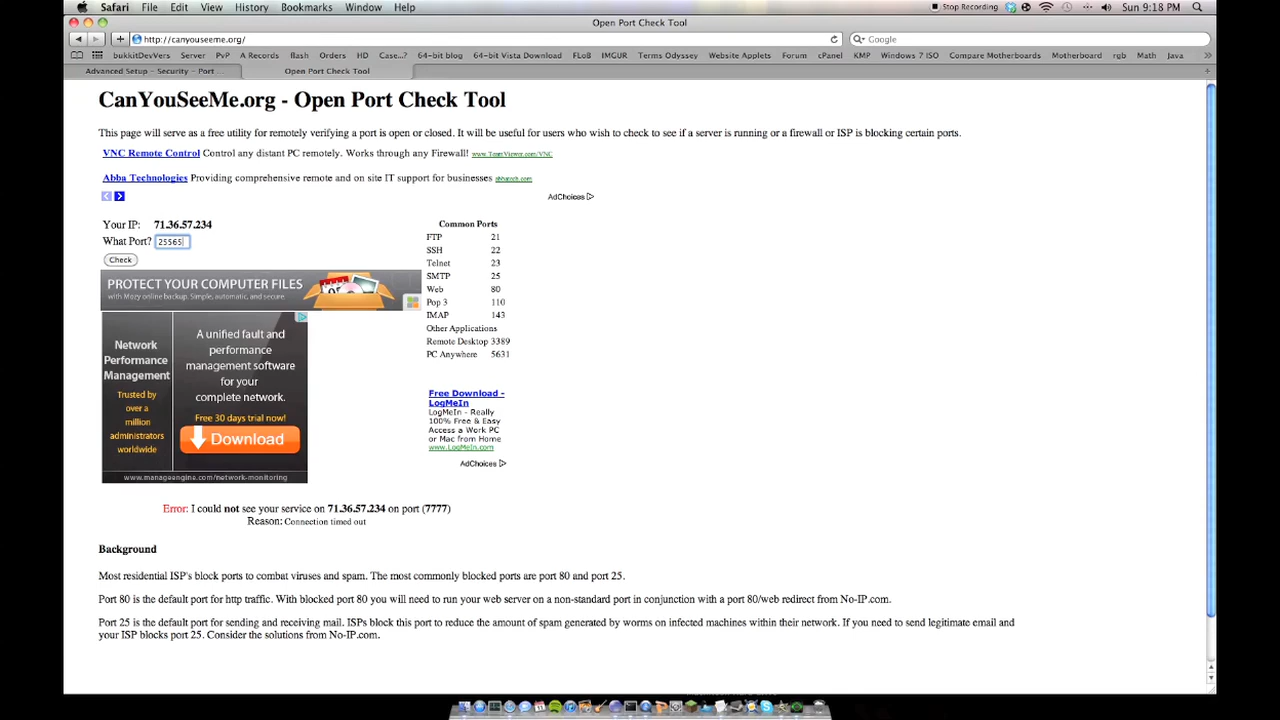 Safari File Edit View History Bookmarks Window Help Stop Recording Sun 9:18 PM
Open Port Check Tool
http://canyouseeme.org/ Google
bukkitDevVers Server PvP A Records flash Orders HD Case...? 64-bit blog 64-bit Vista Download FLoB IMGUR Terms Odyssey Website Applets Forum cPanel KMP Windows 7 ISO Compare Motherboards Motherboard rgb Math Java
Advanced Setup - Security - Port ... Open Port Check Tool
CanYouSeeMe.org - Open Port Check Tool
This page will serve as a free utility for remotely verifying a port is open or closed. It will be useful for users who wish to check to see if a server is running or a firewall or ISP is blocking certain ports.
VNC Remote Control Control any distant PC remotely. Works through any Firewall! www.TeamViewer.com/VNC
Abba Technologies Providing comprehensive remote and on site IT support for businesses abbatech.com
AdChoices
Your IP: 71.36.57.234
What Port? 25565
Check
PROTECT YOUR COMPUTER FILES
with Mozy online backup. Simple, automatic, and secure.
Network
Performance
Management
Trusted by
over a
million
administrators
worldwide
A unified fault and
performance
management software
for your
complete network.
Free 30 days trial now!
Download
www.manageengine.com/network-monitoring
Common Ports
FTP 21
SSH 22
Telnet 23
SMTP 25
Web 80
Pop 3 110
IMAP 143
Other Applications
Remote Desktop 3389
PC Anywhere 5631
Free Download -
LogMeIn
LogMeIn - Really
100% Free & Easy
Access a Work PC
or Mac from Home
www.LogMeIn.com
AdChoices
Error: I could not see your service on 71.36.57.234 on port (7777)
Reason: Connection timed out
Background
Most residential ISP's block ports to combat viruses and spam. The most commonly blocked ports are port 80 and port 25.
Port 80 is the default port for http traffic. With blocked port 80 you will need to run your web server on a non-standard port in conjunction with a port 80/web redirect from No-IP.com.
Port 25 is the default port for sending and receiving mail. ISPs block this port to reduce the amount of spam generated by worms on infected machines within their network. If you need to send legitimate email and
your ISP blocks port 25. Consider the solutions from No-IP.com.